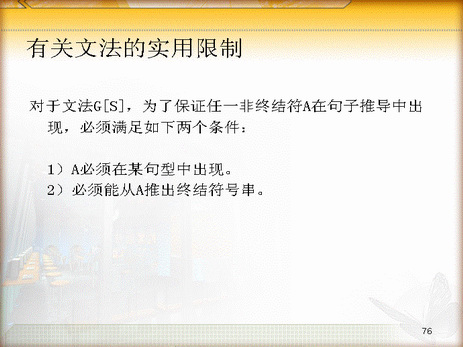 有关文法的实用限制
对于文法G[S]，为了保证任一非终结符A在句子推导中出
现，必须满足如下两个条件：
1）A必须在某句型中出现。
2）必须能从A推出终结符号串。
76